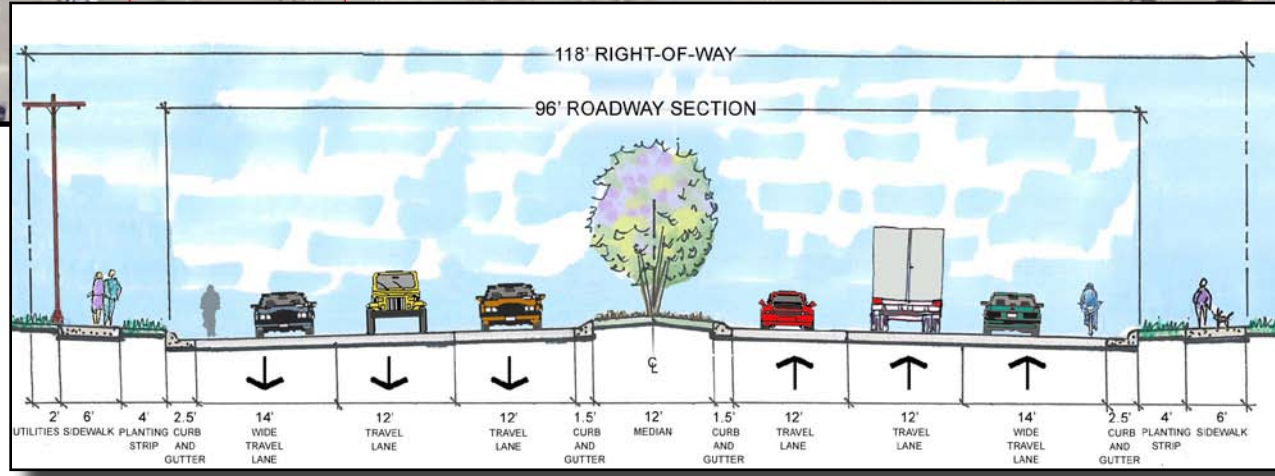 118' RIGHT-OF-WAY
96' ROADWAY SECTION
℄
2' 6' 4' 2.5' 14' 12' 12' 1.5' 12' 1.5' 12' 12' 14' 2.5' 4' 6'
UTILITIES SIDEWALK PLANTING STRIP CURB AND GUTTER WIDE TRAVEL LANE TRAVEL LANE TRAVEL LANE CURB AND GUTTER MEDIAN CURB AND GUTTER TRAVEL LANE TRAVEL LANE WIDE TRAVEL LANE CURB AND GUTTER PLANTING STRIP SIDEWALK